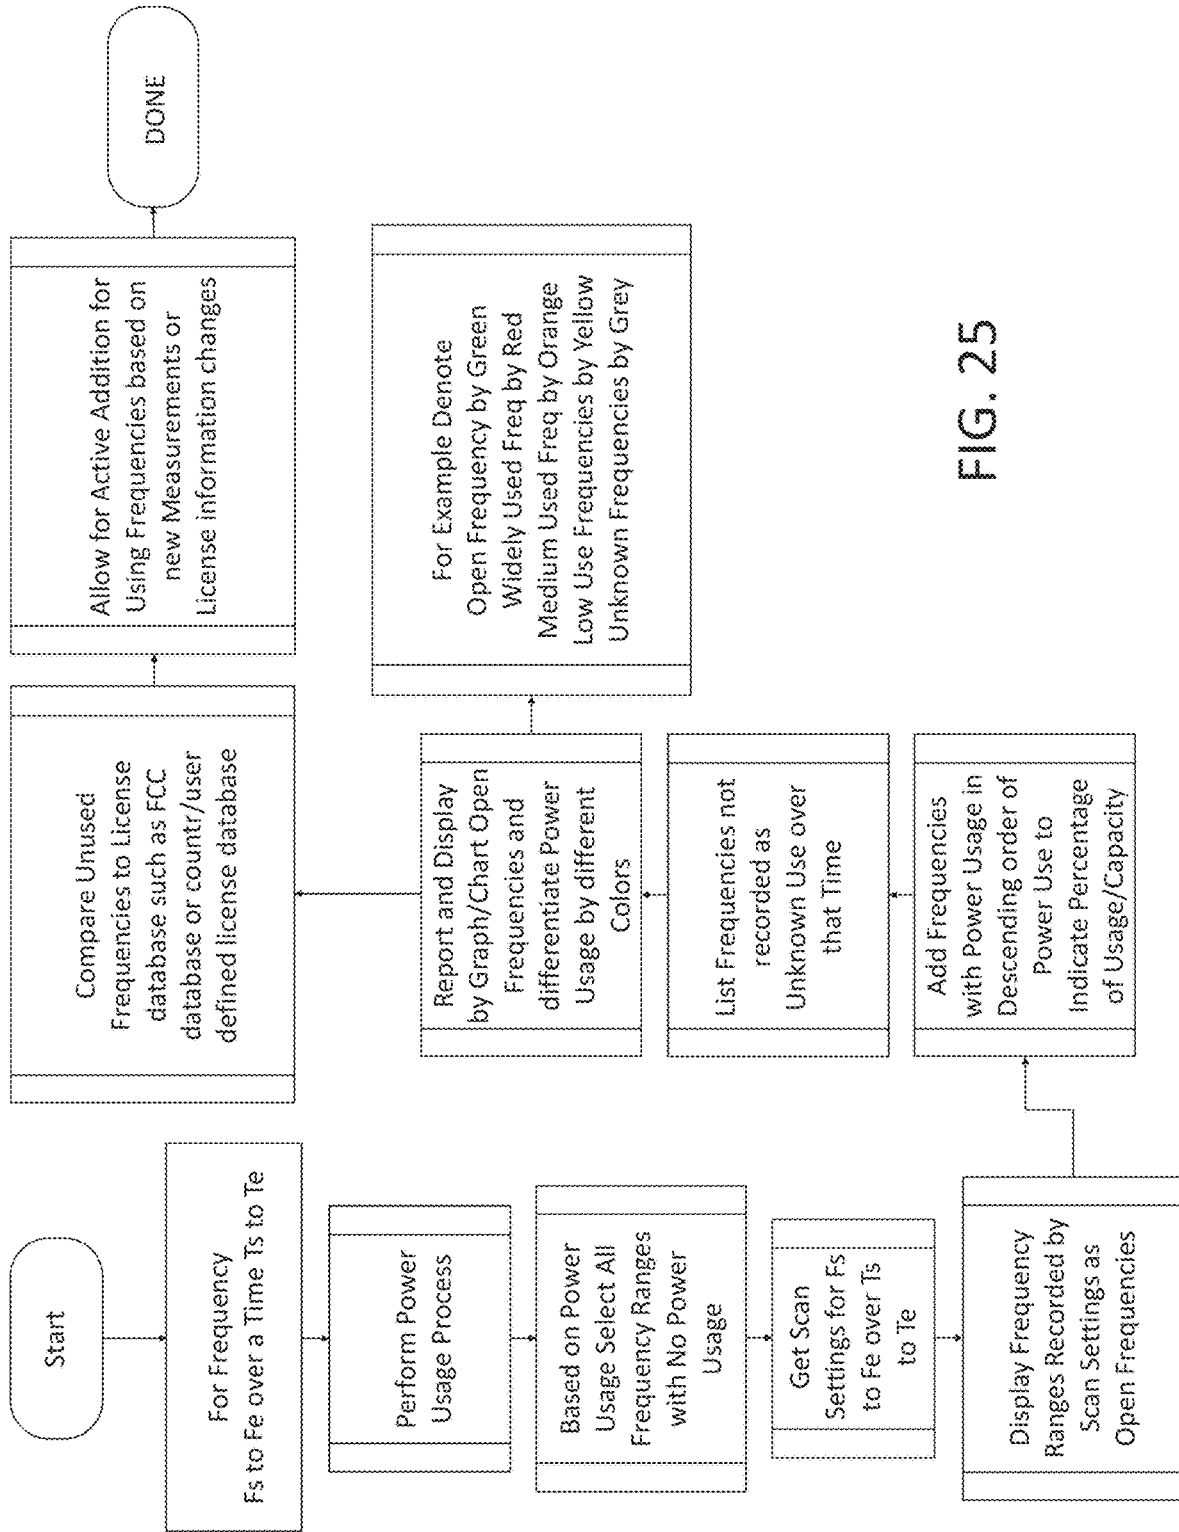 Start
For Frequency
Fs to Fe over a Time Ts to Te
Perform Power
Usage Process
Based on Power
Usage Select All
Frequency Ranges
with No Power
Usage
Get Scan
Settings for Fs
to Fe over Ts
to Te
Display Frequency
Ranges Recorded by
Scan Settings as
Open Frequencies
Add Frequencies
with Power Usage in
Descending order of
Power Use to
Indicate Percentage
of Usage/Capacity
List Frequencies not
recorded as
Unknown Use over
that Time
Report and Display
by Graph/Chart Open
Frequencies and
differentiate Power
Usage by different
Colors
For Example Denote
Open Frequency by Green
Widely Used Freq by Red
Medium Used Freq by Orange
Low Use Frequencies by Yellow
Unknown Frequencies by Grey
Compare Unused
Frequencies to License
database such as FCC
database or countr/user
defined license database
Allow for Active Addition for
Using Frequencies based on
new Measurements or
License information changes
DONE
FIG. 25